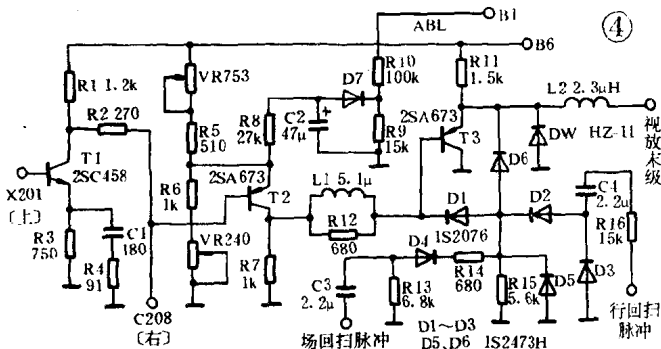 ④
B1
ABL
B6
R1 1.2k
R2 270
VR753
R5
510
R8
27k
C2
47μ
D7
R10
100k
R9
15k
R11
1.5k
L2 2.3μH
2SA673
T3
D6
DW
HZ-11
视放末级
T1
2SC458
X201
〔上〕
R6
1k
2SA673
T2
L1 5.1μ
R12
680
D1
1S2076
D2
C4
2.2μ
R16
15k
R3
750
C1
180
R4
91
VR240
R7
1k
D4
R14
680
C3
2.2μ
R13
6.8k
R15
5.6k
D5
D3
C208
〔右〕
场回扫脉冲
D1～D3
D5、D6
1S2473H
行回扫
脉冲